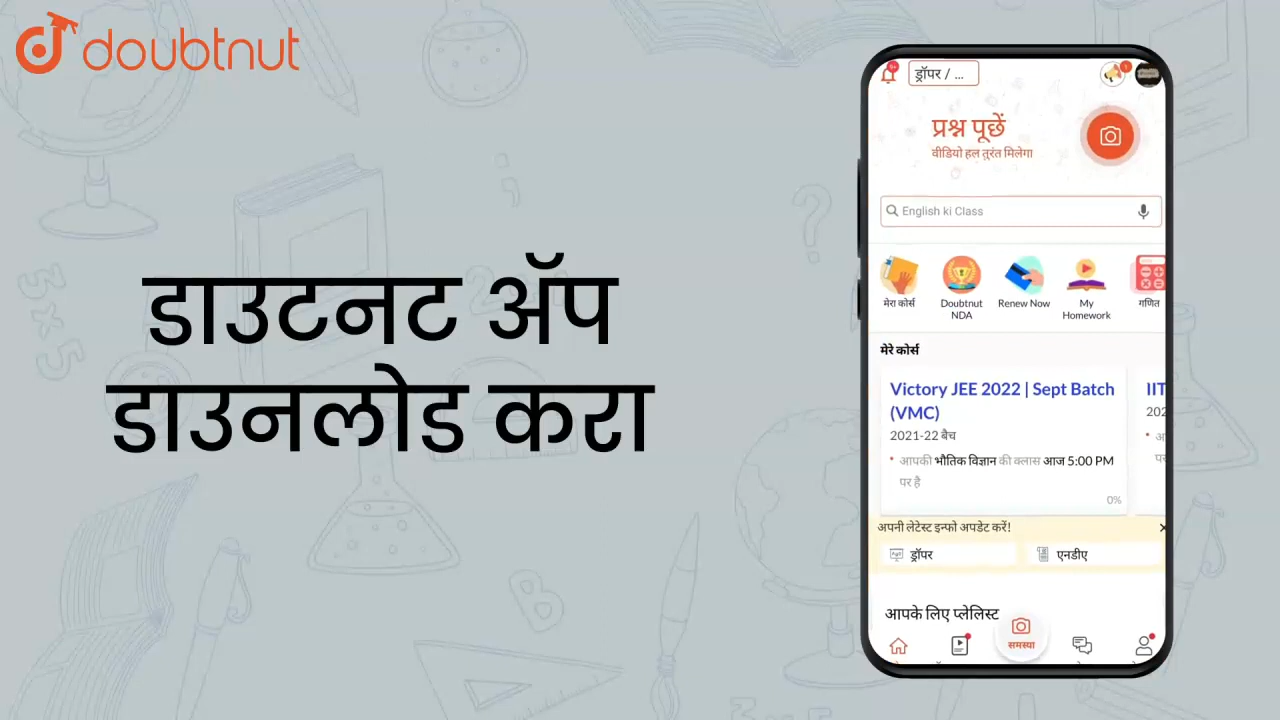 doubtnut
डाउटनट ॲप
डाउनलोड करा
ड्रॉपर / ...
प्रश्न पूछें
वीडियो हल तुरंत मिलेगा
English ki Class
मेरा कोर्स
Doubtnut
NDA
Renew Now
My
Homework
गणित
मेरे कोर्स
Victory JEE 2022 | Sept Batch
(VMC)
2021-22 बैच
आपकी भौतिक विज्ञान की क्लास आज 5:00 PM
पर है
0%
IIT
202
अपनी लेटेस्ट इन्फो अपडेट करें!
ड्रॉपर
एनडीए
आपके लिए प्लेलिस्ट
समस्या